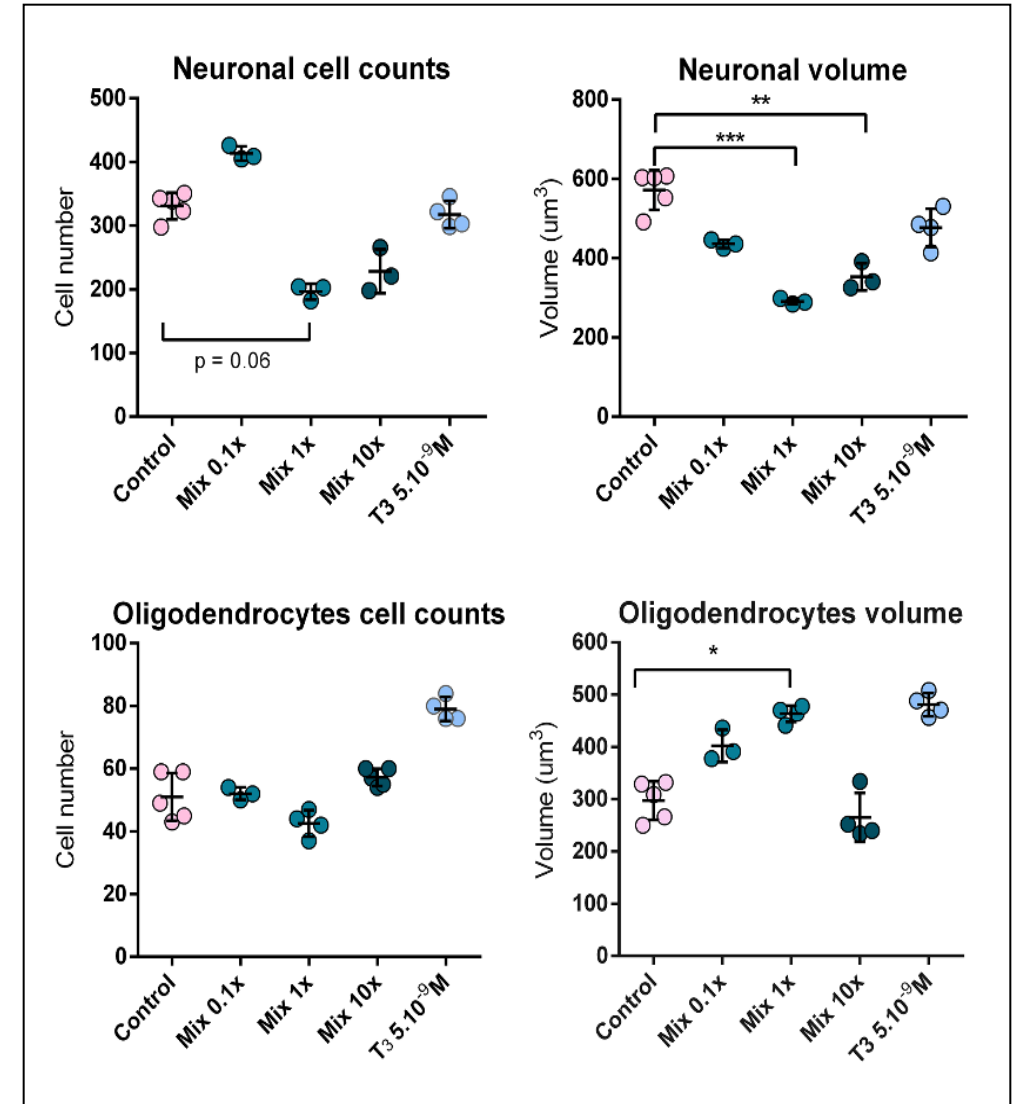 Neuronal cell counts
Cell number
500
400
300
200
100
0
p = 0.06
Control
Mix 0.1x
Mix 1x
Mix 10x
T3 5.10⁻⁹M
Neuronal volume
Volume (um³)
800
600
400
200
0
**
***
Control
Mix 0.1x
Mix 1x
Mix 10x
T3 5.10⁻⁹M
Oligodendrocytes cell counts
Cell number
100
80
60
40
20
0
Control
Mix 0.1x
Mix 1x
Mix 10x
T₃ 5.10⁻⁹M
Oligodendrocytes volume
Volume (um³)
600
500
400
300
200
100
0
*
Control
Mix 0.1x
Mix 1x
Mix 10x
T3 5.10⁻⁹M